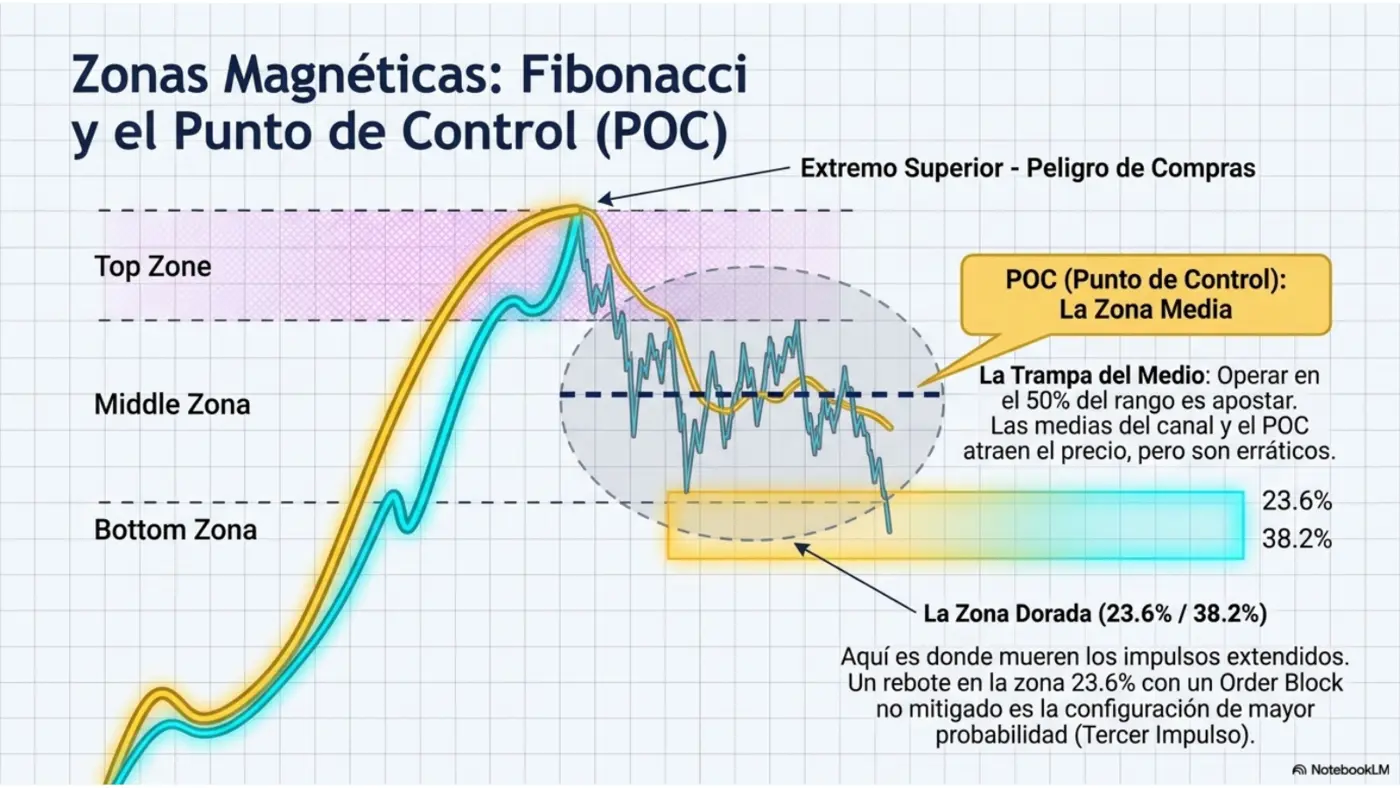 Zonas Magnéticas: Fibonacci
y el Punto de Control (POC)
Extremo Superior - Peligro de Compras
Top Zone
POC (Punto de Control):
La Zona Media
Middle Zona
La Trampa del Medio: Operar en
el 50% del rango es apostar.
Las medias del canal y el POC
atraen el precio, pero son erráticos.
Bottom Zona
23.6%
38.2%
La Zona Dorada (23.6% / 38.2%)
Aquí es donde mueren los impulsos extendidos.
Un rebote en la zona 23.6% con un Order Block
no mitigado es la configuración de mayor
probabilidad (Tercer Impulso).
NotebookLM